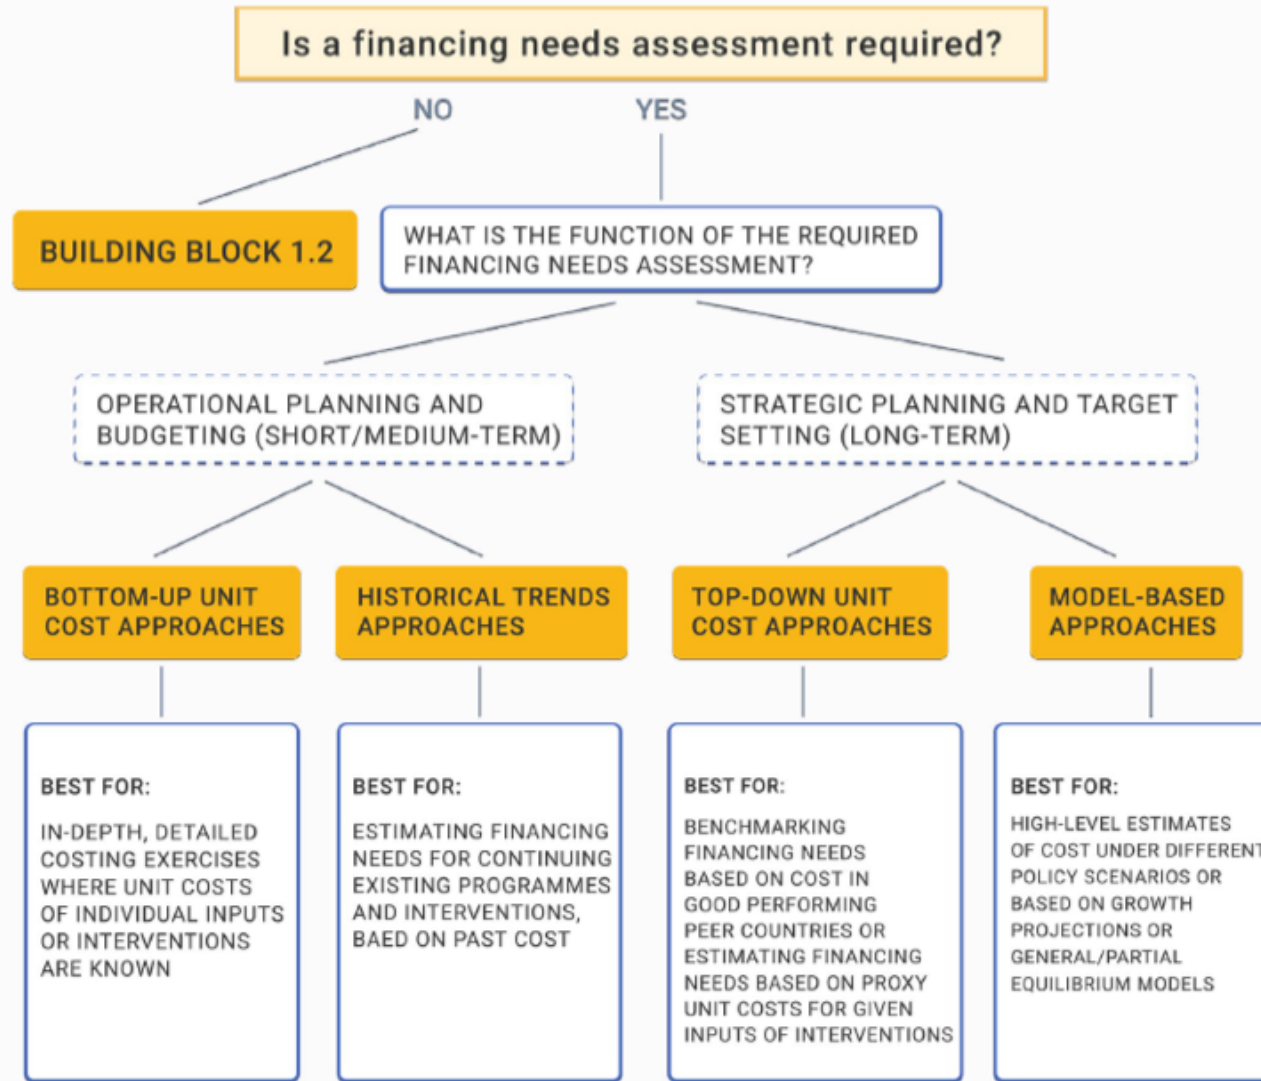 Is a financing needs assessment required?
NO
YES
BUILDING BLOCK 1.2
WHAT IS THE FUNCTION OF THE REQUIRED
FINANCING NEEDS ASSESSMENT?
OPERATIONAL PLANNING AND
BUDGETING (SHORT/MEDIUM-TERM)
STRATEGIC PLANNING AND TARGET
SETTING (LONG-TERM)
BOTTOM-UP UNIT
COST APPROACHES
HISTORICAL TRENDS
APPROACHES
TOP-DOWN UNIT
COST APPROACHES
MODEL-BASED
APPROACHES
BEST FOR:
IN-DEPTH, DETAILED
COSTING EXERCISES
WHERE UNIT COSTS
OF INDIVIDUAL INPUTS
OR INTERVENTIONS
ARE KNOWN
BEST FOR:
ESTIMATING FINANCING
NEEDS FOR CONTINUING
EXISTING PROGRAMMES
AND INTERVENTIONS,
BAED ON PAST COST
BEST FOR:
BENCHMARKING
FINANCING NEEDS
BASED ON COST IN
GOOD PERFORMING
PEER COUNTRIES OR
ESTIMATING FINANCING
NEEDS BASED ON PROXY
UNIT COSTS FOR GIVEN
INPUTS OF INTERVENTIONS
BEST FOR:
HIGH-LEVEL ESTIMATES
OF COST UNDER DIFFERENT
POLICY SCENARIOS OR
BASED ON GROWTH
PROJECTIONS OR
GENERAL/PARTIAL
EQUILIBRIUM MODELS